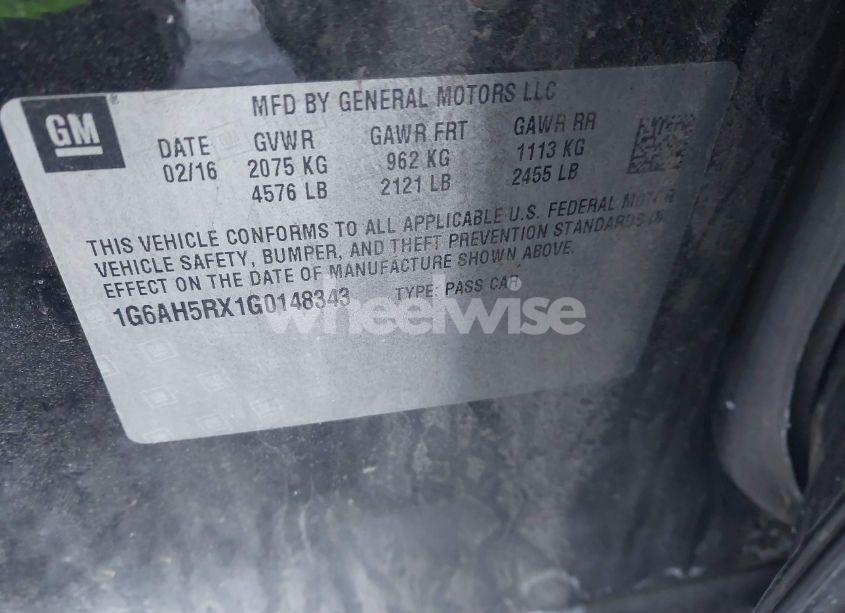 GM
MFD BY GENERAL MOTORS LLC
DATE GVWR GAWR FRT GAWR RR
02/16 2075 KG 962 KG 1113 KG
4576 LB 2121 LB 2455 LB
THIS VEHICLE CONFORMS TO ALL APPLICABLE U.S. FEDERAL MOTOR
VEHICLE SAFETY, BUMPER, AND THEFT PREVENTION STANDARDS IN
EFFECT ON THE DATE OF MANUFACTURE SHOWN ABOVE.
1G6AH5RX1G0148343 TYPE: PASS CAR
wheelwise